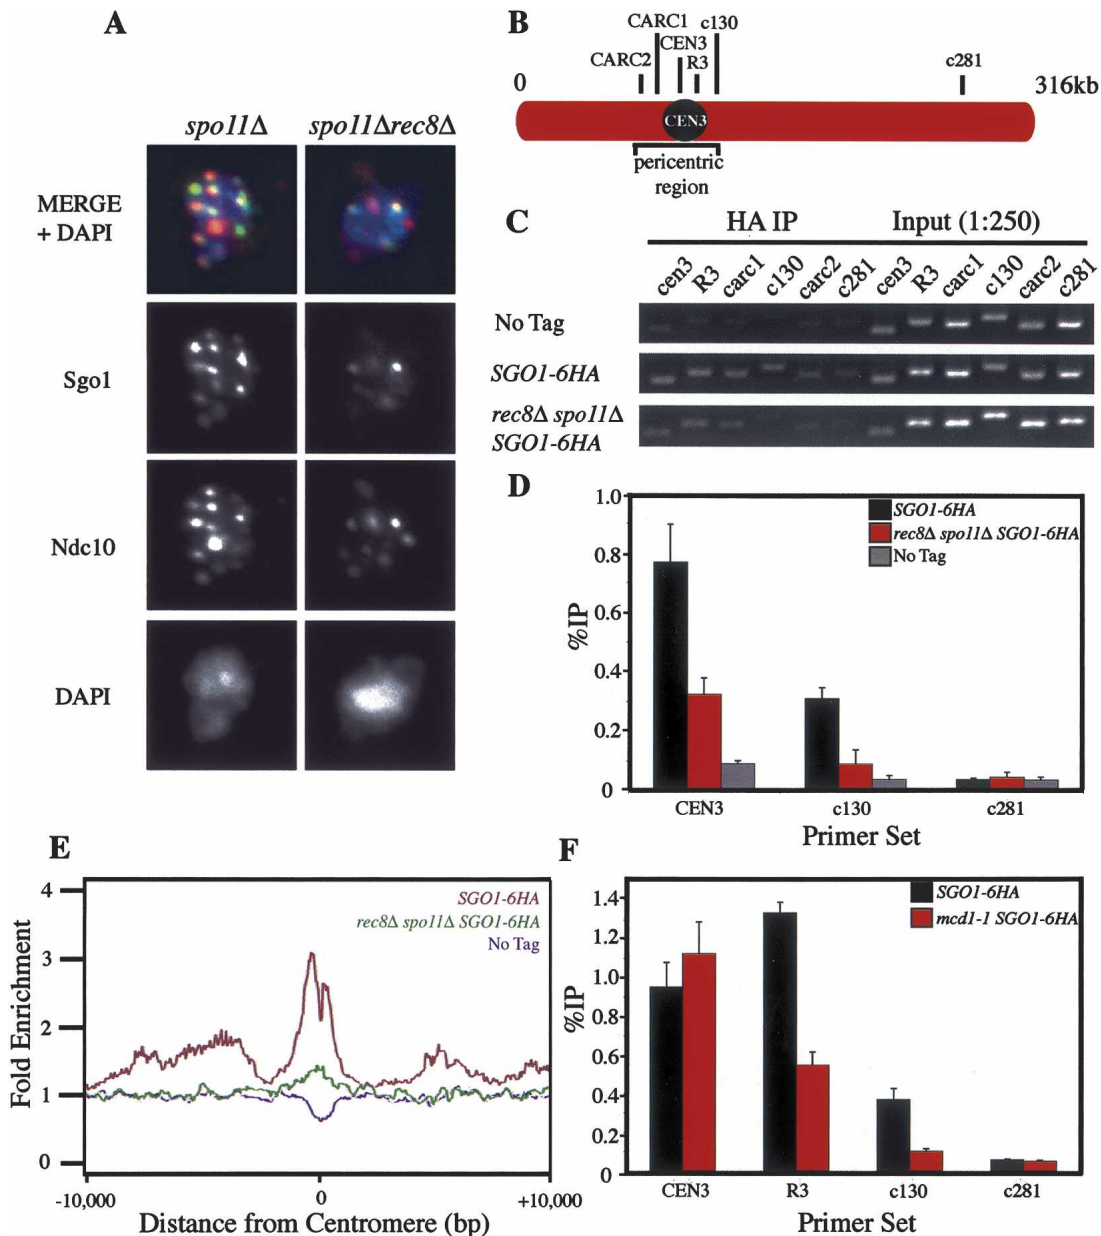 A
spo11Δ spo11Δrec8Δ
MERGE
+ DAPI
Sgo1
Ndc10
DAPI
B
CARC1 c130
CEN3
CARC2 R3
c281
0 316kb
CEN3
pericentric
region
C
HA IP Input (1:250)
cen3 R3 carc1 c130 carc2 c281 cen3 R3 carc1 c130 carc2 c281
No Tag
SGO1-6HA
rec8Δ spo11Δ
SGO1-6HA
D
1.0
0.8
0.6
0.4
0.2
0
%IP
SGO1-6HA
rec8Δ spo11Δ SGO1-6HA
No Tag
CEN3 c130 c281
Primer Set
E
4
3
2
1
0
Fold Enrichment
SGO1-6HA
rec8Δ spo11Δ SGO1-6HA
No Tag
-10,000 0 +10,000
Distance from Centromere (bp)
F
1.4
1.2
1.0
0.8
0.6
0.4
0.2
0
%IP
SGO1-6HA
mcd1-1 SGO1-6HA
CEN3 R3 c130 c281
Primer Set